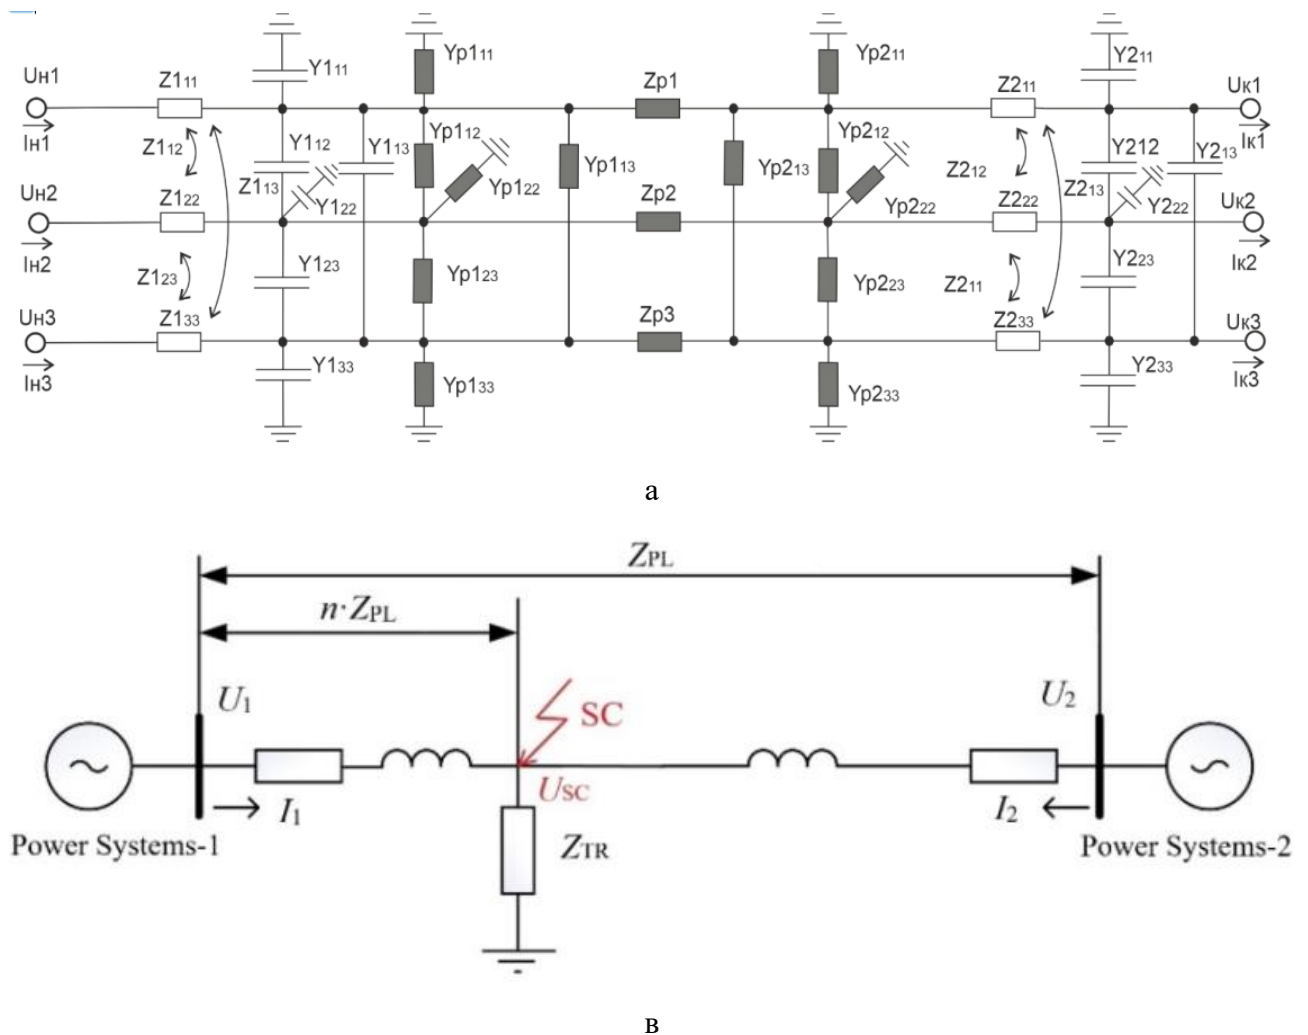 Uн1
Z111
Y111
Yp111
Zp1
Yp211
Z211
Y211
Uк1
Iн1
Z112
Y112
Y113
Yp112
Yp113
Yp213
Yp212
Z212
Y212
Y213
Iк1
Z113
Yp122
Z213
Uн2
Z122
Y122
Zp2
Yp222
Z222
Y222
Uк2
Iн2
Z123
Y123
Yp123
Yp223
Z211
Y223
Iк2
Uн3
Z133
Zp3
Z233
Uк3
Iн3
Y133
Yp133
Yp233
Y233
Iк3
а
ZPL
n·ZPL
U1
U2
SC
USC
I1
I2
Power Systems-1
ZTR
Power Systems-2
в